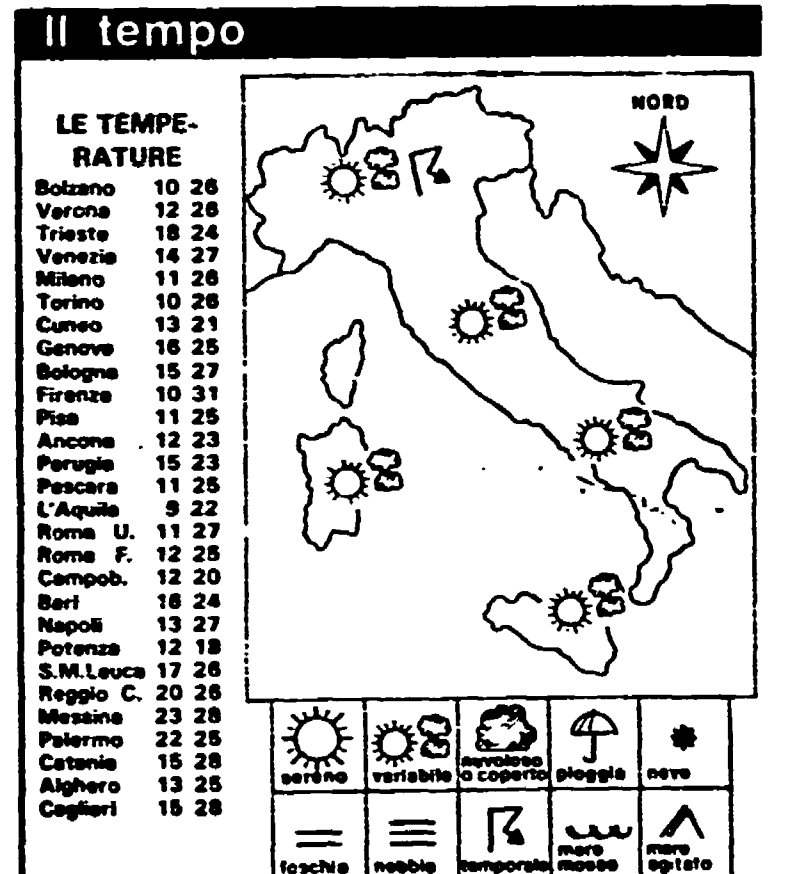 Il tempo
LE TEMPE-
RATURE
Bolzano 10 26
Verona 12 26
Trieste 18 24
Venezia 14 27
Milano 11 26
Torino 10 26
Cuneo 13 21
Genova 16 25
Bologna 15 27
Firenze 10 31
Pisa 11 25
Ancona 12 23
Perugia 15 23
Pescara 11 25
L'Aquila 9 22
Roma U. 11 27
Roma F. 12 25
Campob. 12 20
Bari 16 24
Napoli 13 27
Potenza 12 18
S.M.Leuca 17 26
Reggio C. 20 26
Messina 23 28
Palermo 22 25
Catania 15 28
Alghero 13 25
Cagliari 15 28
NORD
sereno
variabile
nuvoloso
o coperto
pioggia
neve
foschia
nebbia
temporale
mare
mosso
mare
agitato